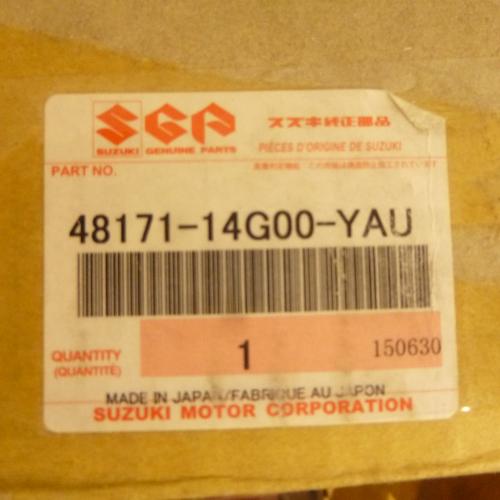 SGP
スズキ純正部品
SUZUKI GENUINE PARTS
PIÈCES D'ORIGINE DE SUZUKI
PART NO.
48171-14G00-YAU
QUANTITY
(QUANTITÉ)
1
150630
MADE IN JAPAN/FABRIQUE AU JAPON
SUZUKI MOTOR CORPORATION